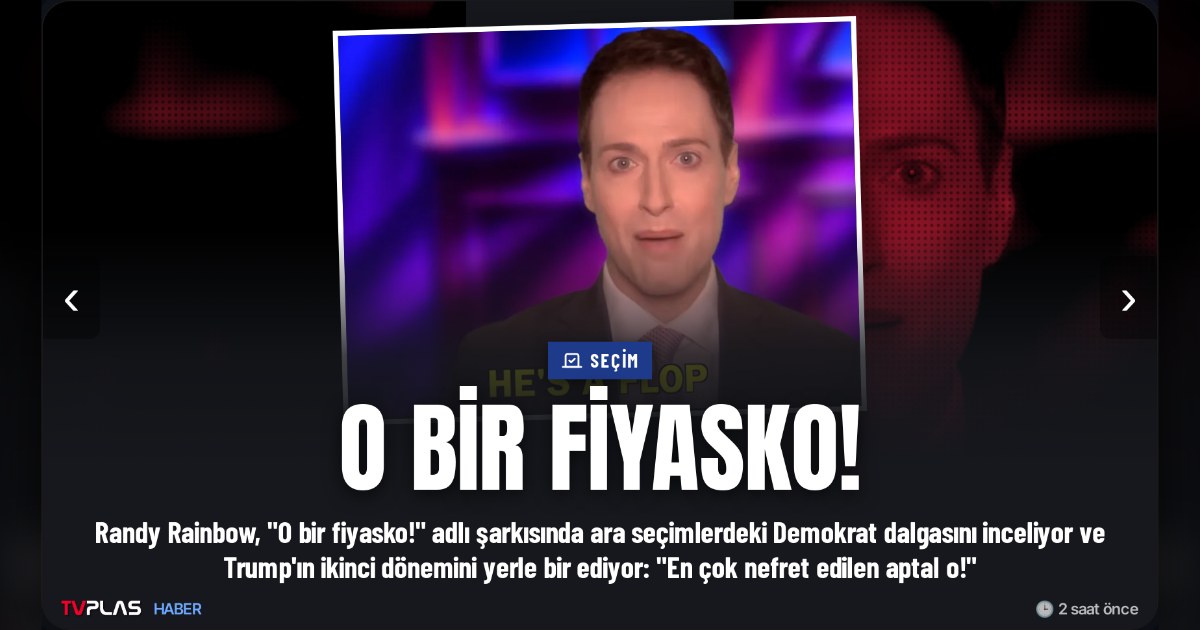 HE'S A FLOP
SEÇİM
O BİR FİYASKO!
Randy Rainbow, "O bir fiyasko!" adlı şarkısında ara seçimlerdeki Demokrat dalgasını inceliyor ve
Trump'ın ikinci dönemini yerle bir ediyor: "En çok nefret edilen aptal o!"
TVPLAS HABER
2 saat önce